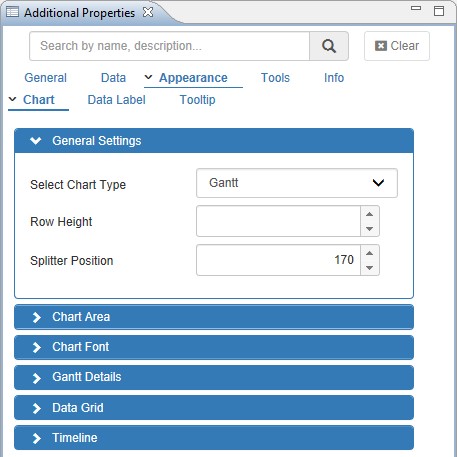 Additional Properties
Search by name, description...
Clear
General Data Appearance Tools Info
Chart Data Label Tooltip
General Settings
Select Chart Type Gantt
Row Height
Splitter Position 170
Chart Area
Chart Font
Gantt Details
Data Grid
Timeline